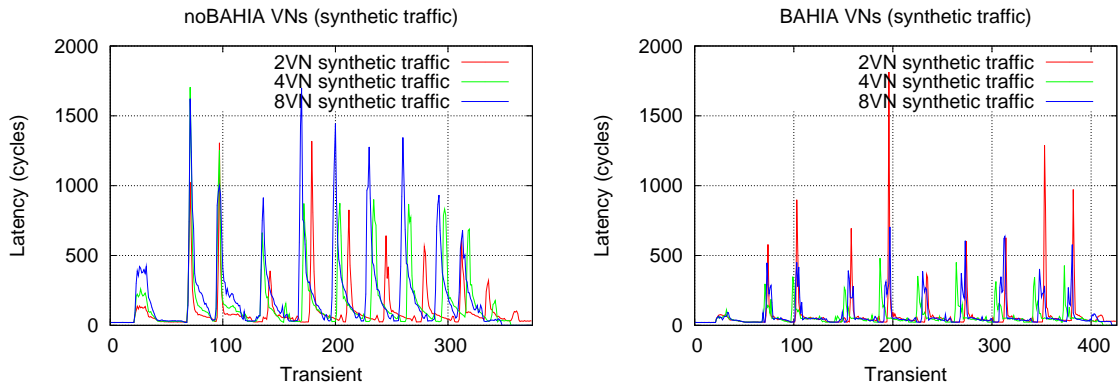 noBAHIA VNs (synthetic traffic)
2000
1500
1000
500
0
Latency (cycles)
2VN synthetic traffic
4VN synthetic traffic
8VN synthetic traffic
0
100
200
300
Transient
BAHIA VNs (synthetic traffic)
2000
1500
1000
500
0
Latency (cycles)
2VN synthetic traffic
4VN synthetic traffic
8VN synthetic traffic
0
100
200
300
400
Transient